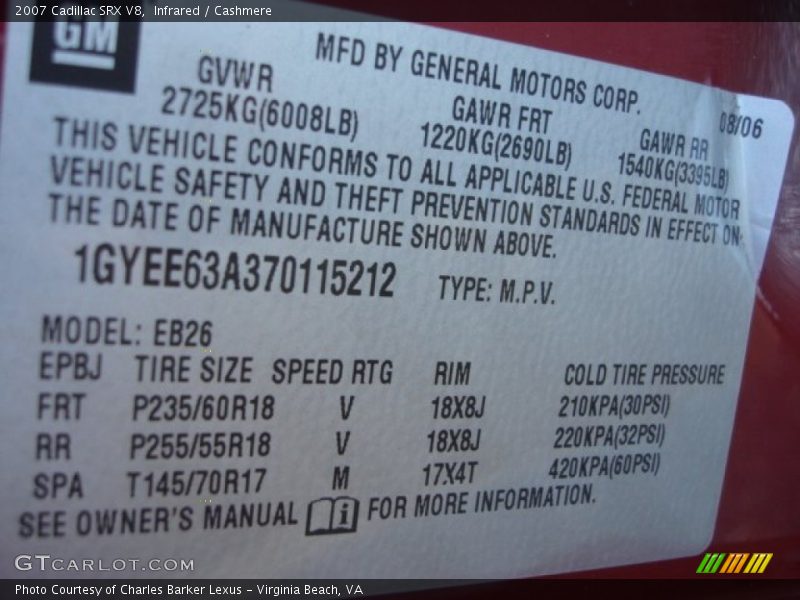 2007 Cadillac SRX V8, Infrared / Cashmere
GM
MFD BY GENERAL MOTORS CORP.
08/06
GVWR
GAWR FRT
GAWR RR
2725KG(6008LB)
1220KG(2690LB)
1540KG(3395LB)
THIS VEHICLE CONFORMS TO ALL APPLICABLE U.S. FEDERAL MOTOR
VEHICLE SAFETY AND THEFT PREVENTION STANDARDS IN EFFECT ON
THE DATE OF MANUFACTURE SHOWN ABOVE.
1GYEE63A370115212 TYPE: M.P.V.
MODEL: EB26
EPBJ TIRE SIZE SPEED RTG RIM COLD TIRE PRESSURE
FRT P235/60R18 V 18X8J 210KPA(30PSI)
RR P255/55R18 V 18X8J 220KPA(32PSI)
SPA T145/70R17 M 17X4T 420KPA(60PSI)
SEE OWNER'S MANUAL i FOR MORE INFORMATION.
GTCARLOT.COM
Photo Courtesy of Charles Barker Lexus – Virginia Beach, VA